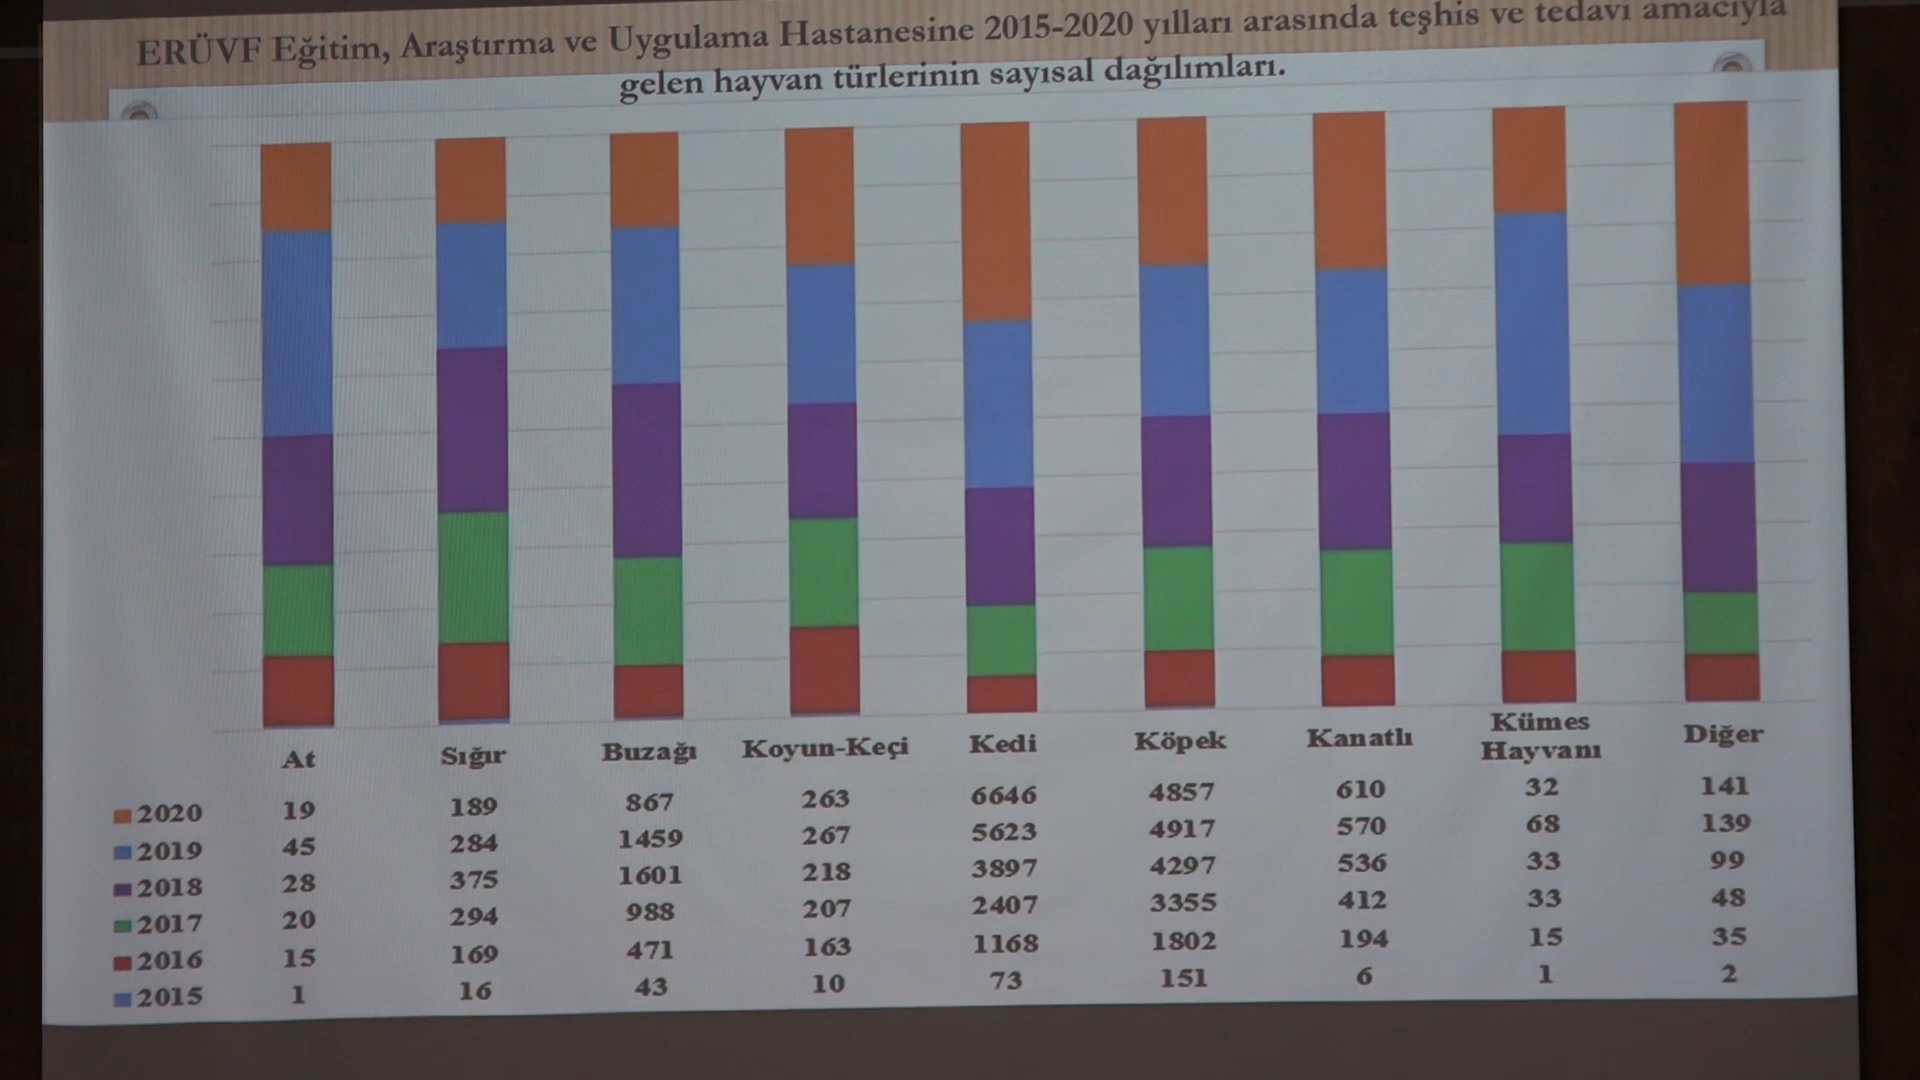 ERÜVF Eğitim, Araştırma ve Uygulama Hastanesine 2015-2020 yılları arasında teşhis ve tedavi amacıyla
gelen hayvan türlerinin sayısal dağılımları.
At Sığır Buzağı Koyun-Keçi Kedi Köpek Kanatlı Kümes Hayvanı Diğer
2020 19 189 867 263 6646 4857 610 32 141
2019 45 284 1459 267 5623 4917 570 68 139
2018 28 375 1601 218 3897 4297 536 33 99
2017 20 294 988 207 2407 3355 412 33 48
2016 15 169 471 163 1168 1802 194 15 35
2015 1 16 43 10 73 151 6 1 2